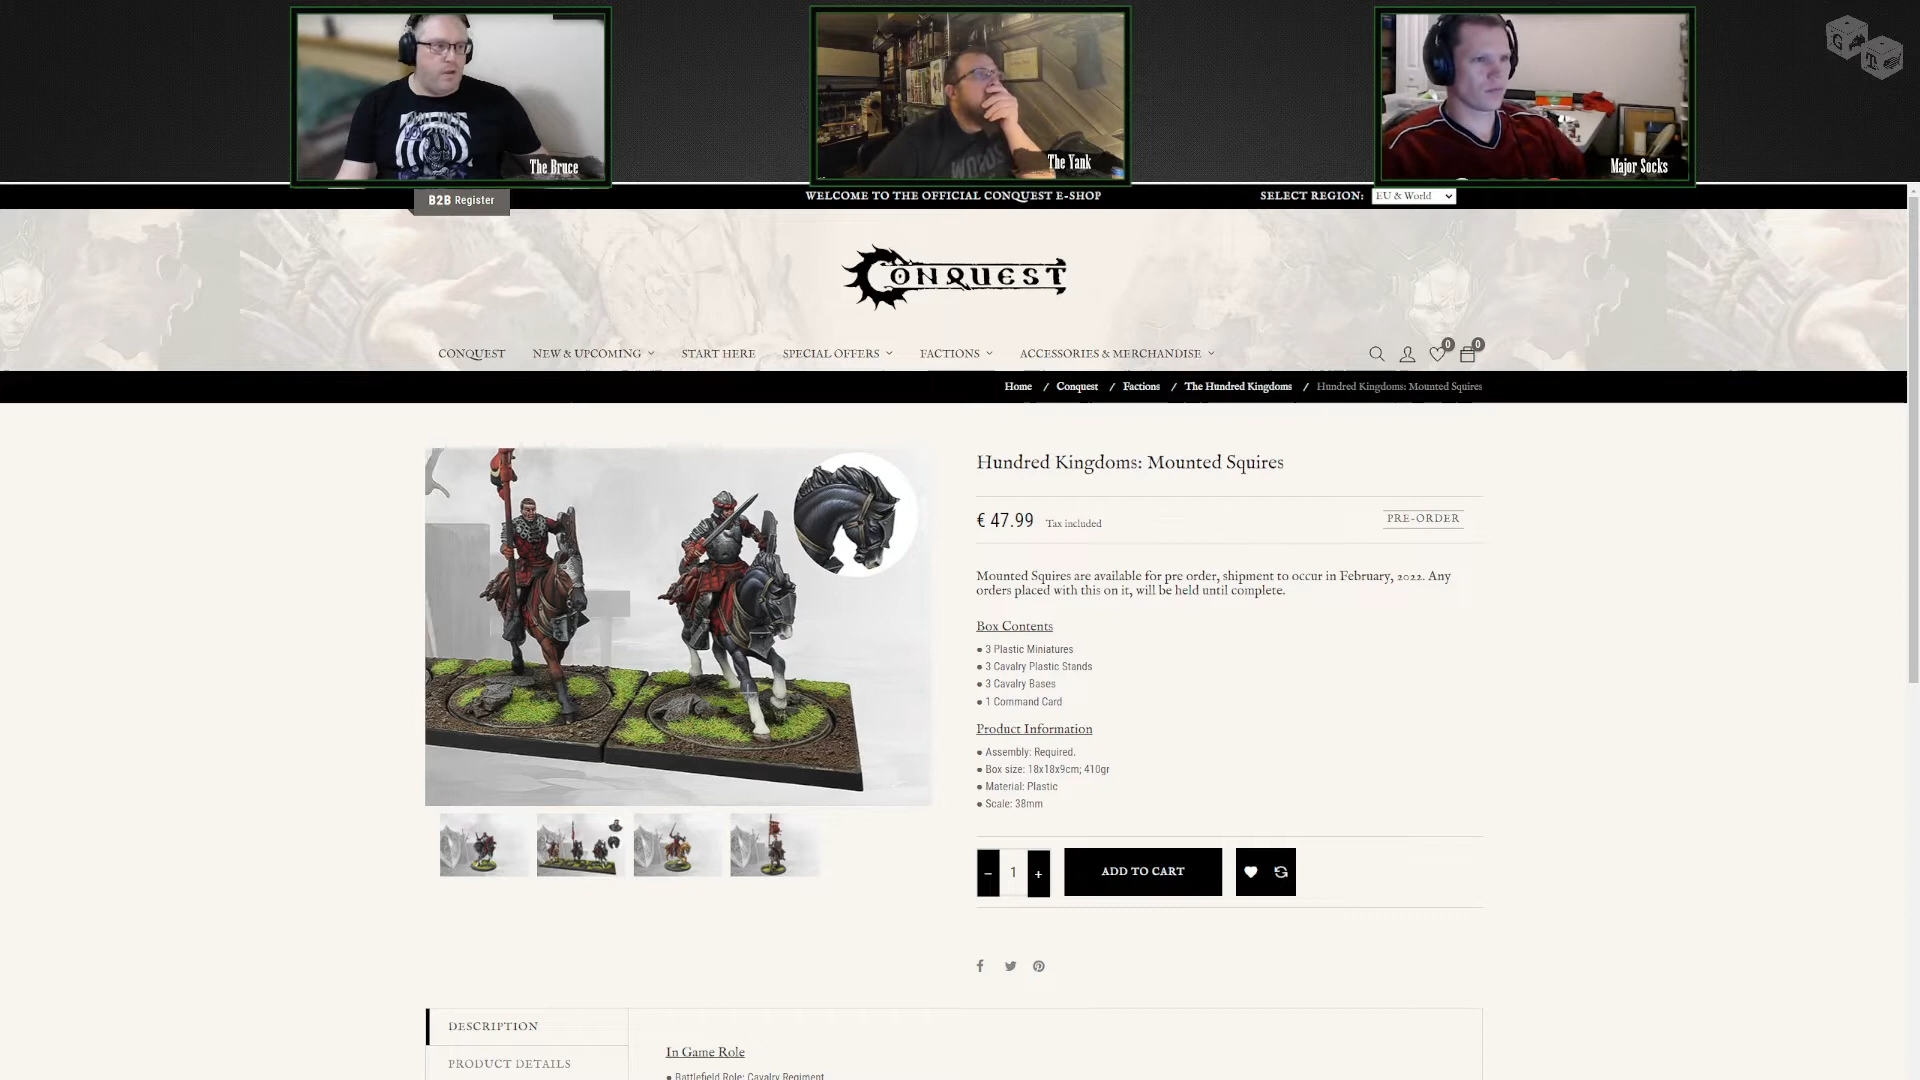 The Bruce
The Yank
Major Socks
B2B Register
WELCOME TO THE OFFICIAL CONQUEST E-SHOP
SELECT REGION:
EU & World
CONQUEST
CONQUEST
NEW & UPCOMING
START HERE
SPECIAL OFFERS
FACTIONS
ACCESSORIES & MERCHANDISE
0
0
Home / Conquest / Factions / The Hundred Kingdoms / Hundred Kingdoms: Mounted Squires
Hundred Kingdoms: Mounted Squires
€ 47.99 Tax included
PRE-ORDER
Mounted Squires are available for pre order, shipment to occur in February, 2022. Any
orders placed with this on it, will be held until complete.
Box Contents
● 3 Plastic Miniatures
● 3 Cavalry Plastic Stands
● 3 Cavalry Bases
● 1 Command Card
Product Information
● Assembly: Required.
● Box size: 18x18x9cm; 410gr
● Material: Plastic
● Scale: 38mm
− 1 +
ADD TO CART
DESCRIPTION
PRODUCT DETAILS
In Game Role
● Battlefield Role: Cavalry Regiment